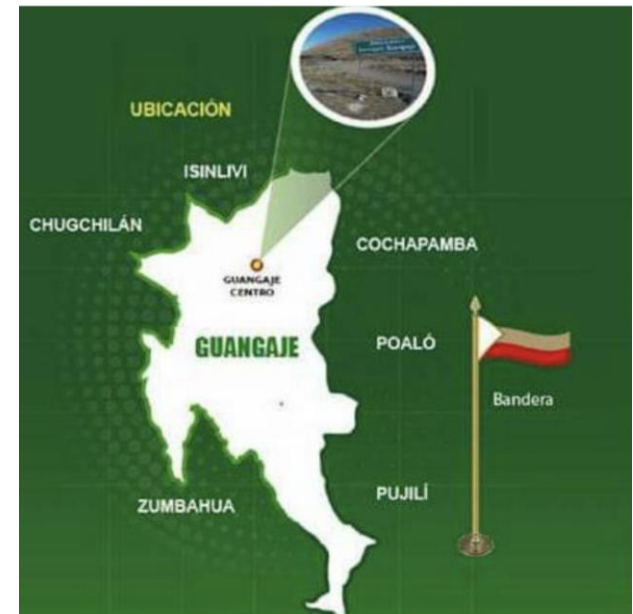 UBICACIÓN
ISINLIVI
CHUGCHILÁN
COCHAPAMBA
GUANGAJE
CENTRO
GUANGAJE
POALÓ
Bandera
ZUMBAHUA
PUJILÍ